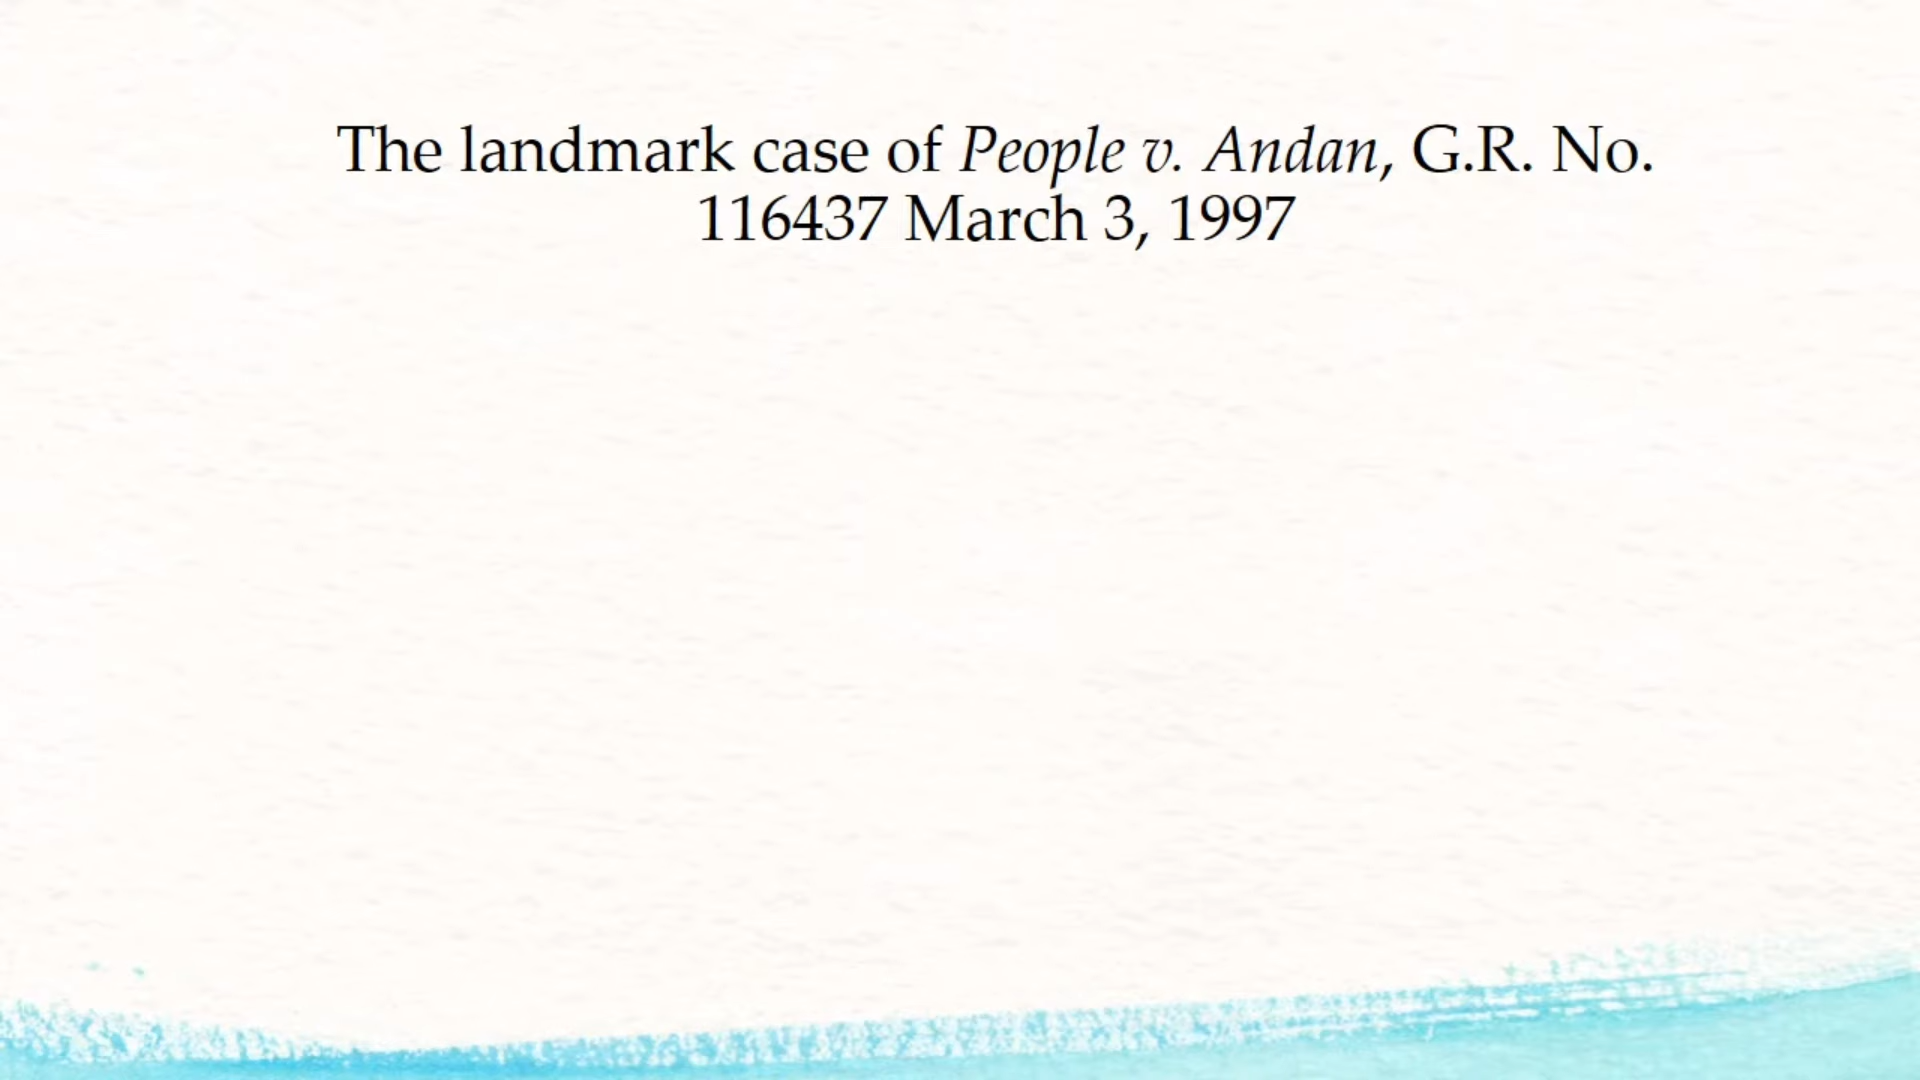 The landmark case of People v. Andan, G.R. No.
116437 March 3, 1997